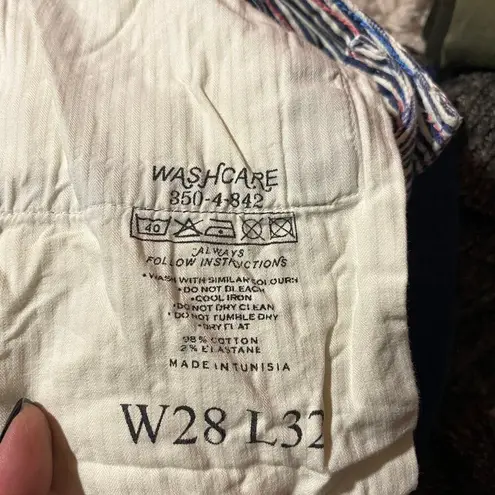 WASHCARE
350-4-842
40
ALWAYS
FOLLOW INSTRUCTIONS
• WASH WITH SIMILAR COLOURN
• DO NOT BLEACH
• COOL IRON
• DO NOT DRY CLEAN
• DO NOT TUMBLE DRY
• DRY FLAT
98% COTTON
2% ELASTANE
MADE IN TUNISIA
W28 L32